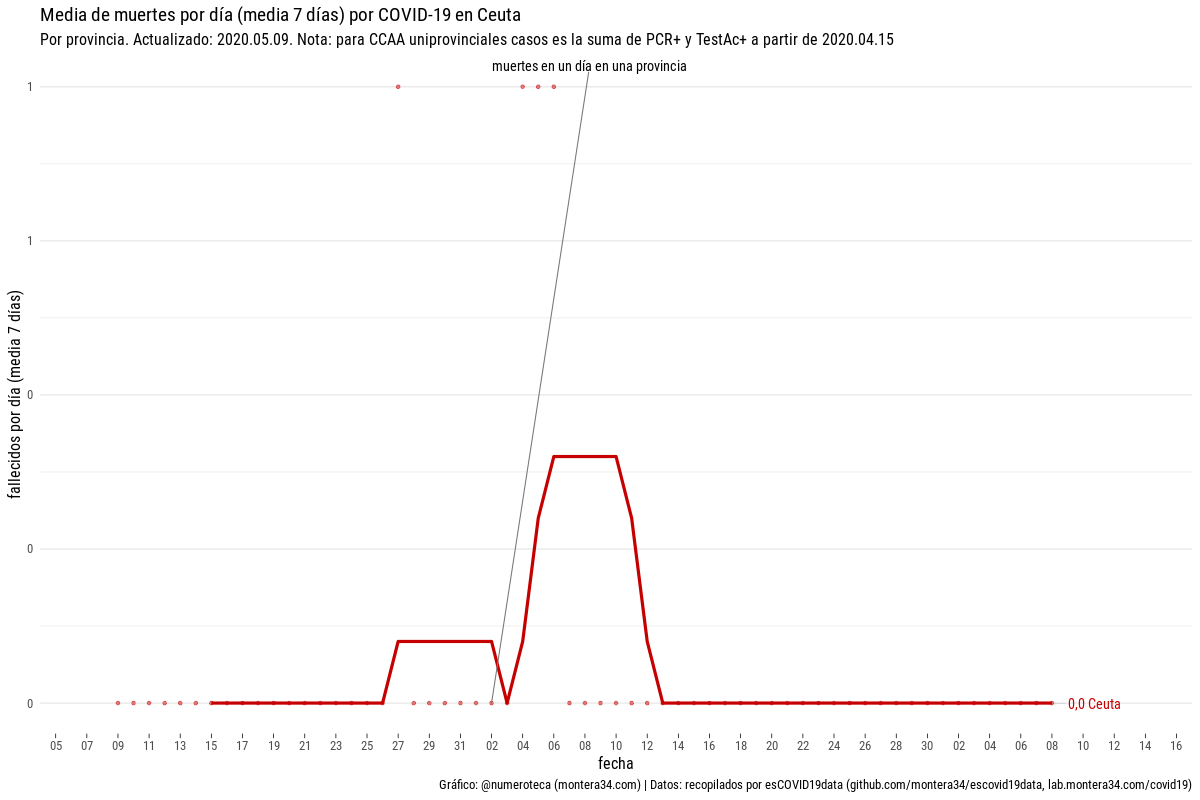 Media de muertes por día (media 7 días) por COVID-19 en Ceuta
Por provincia. Actualizado: 2020.05.09. Nota: para CCAA uniprovinciales casos es la suma de PCR+ y TestAc+ a partir de 2020.04.15
muertes en un día en una provincia
1
1
0
0
0
fallecidos por día (media 7 días)
0,0 Ceuta
05 07 09 11 13 15 17 19 21 23 25 27 29 31 02 04 06 08 10 12 14 16 18 20 22 24 26 28 30 02 04 06 08 10 12 14 16
fecha
Gráfico: @numeroteca (montera34.com) | Datos: recopilados por esCOVID19data (github.com/montera34/escovid19data, lab.montera34.com/covid19)